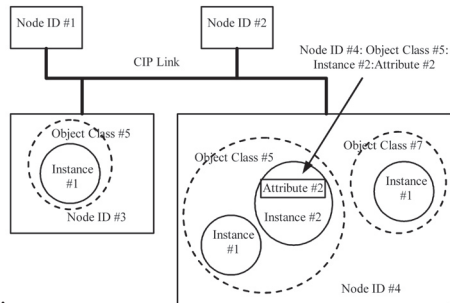 Node ID #1
Node ID #2
CIP Link
Node ID #4: Object Class #5:
Instance #2:Attribute #2
Object Class #5
Instance
#1
Node ID #3
Object Class #5
Attribute #2
Instance #2
Instance
#1
Object Class #7
Instance
#1
Node ID #4